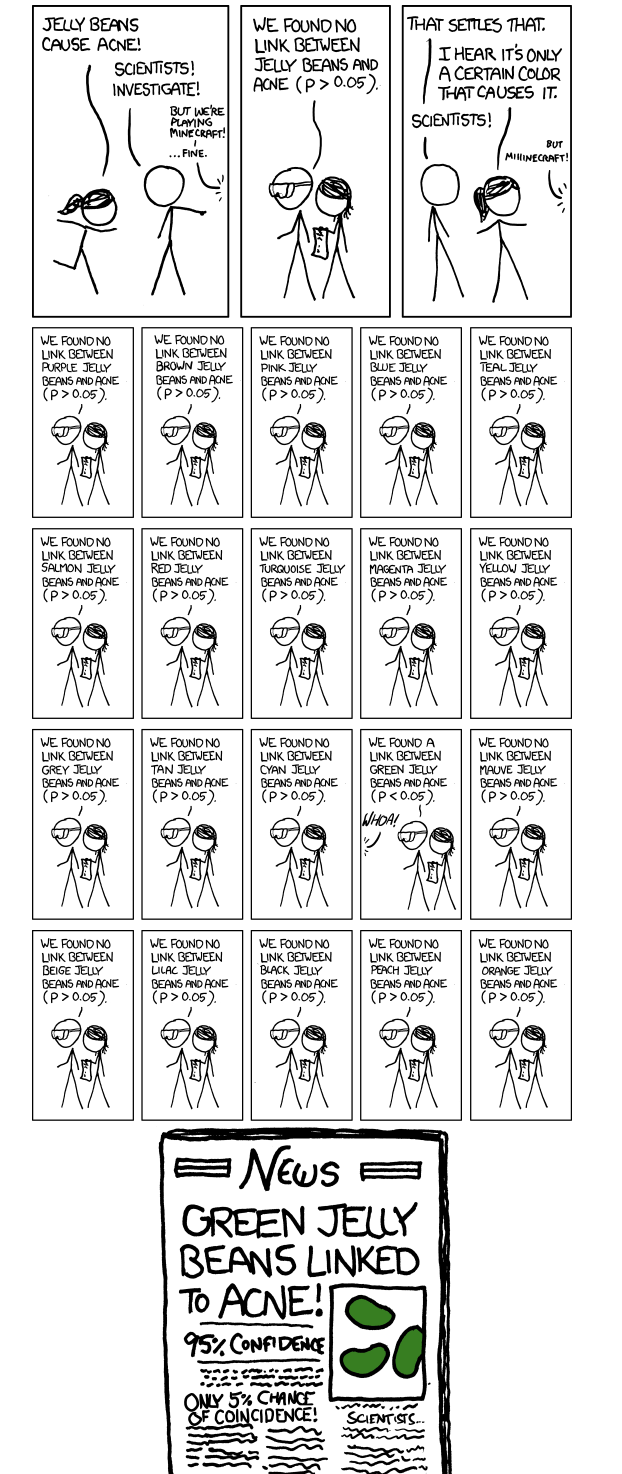 JELLY BEANS
CAUSE ACNE!
SCIENTISTS!
INVESTIGATE!
BUT WE'RE
PLAYING
MINECRAFT!
...FINE.
WE FOUND NO
LINK BETWEEN
JELLY BEANS AND
ACNE (P > 0.05).
THAT SETTLES THAT.
I HEAR IT'S ONLY
A CERTAIN COLOR
THAT CAUSES IT.
SCIENTISTS!
BUT
MIIINECRAFT!
WE FOUND NO
LINK BETWEEN
PURPLE JELLY
BEANS AND ACNE
(P > 0.05).
WE FOUND NO
LINK BETWEEN
BROWN JELLY
BEANS AND ACNE
(P > 0.05).
WE FOUND NO
LINK BETWEEN
PINK JELLY
BEANS AND ACNE
(P > 0.05).
WE FOUND NO
LINK BETWEEN
BLUE JELLY
BEANS AND ACNE
(P > 0.05).
WE FOUND NO
LINK BETWEEN
TEAL JELLY
BEANS AND ACNE
(P > 0.05).
WE FOUND NO
LINK BETWEEN
SALMON JELLY
BEANS AND ACNE
(P > 0.05).
WE FOUND NO
LINK BETWEEN
RED JELLY
BEANS AND ACNE
(P > 0.05).
WE FOUND NO
LINK BETWEEN
TURQUOISE JELLY
BEANS AND ACNE
(P > 0.05).
WE FOUND NO
LINK BETWEEN
MAGENTA JELLY
BEANS AND ACNE
(P > 0.05).
WE FOUND NO
LINK BETWEEN
YELLOW JELLY
BEANS AND ACNE
(P > 0.05).
WE FOUND NO
LINK BETWEEN
GREY JELLY
BEANS AND ACNE
(P > 0.05).
WE FOUND NO
LINK BETWEEN
TAN JELLY
BEANS AND ACNE
(P > 0.05).
WE FOUND NO
LINK BETWEEN
CYAN JELLY
BEANS AND ACNE
(P > 0.05).
WE FOUND A
LINK BETWEEN
GREEN JELLY
BEANS AND ACNE
(P < 0.05).
WHOA!
WE FOUND NO
LINK BETWEEN
MAUVE JELLY
BEANS AND ACNE
(P > 0.05).
WE FOUND NO
LINK BETWEEN
BEIGE JELLY
BEANS AND ACNE
(P > 0.05).
WE FOUND NO
LINK BETWEEN
LILAC JELLY
BEANS AND ACNE
(P > 0.05).
WE FOUND NO
LINK BETWEEN
BLACK JELLY
BEANS AND ACNE
(P > 0.05).
WE FOUND NO
LINK BETWEEN
PEACH JELLY
BEANS AND ACNE
(P > 0.05).
WE FOUND NO
LINK BETWEEN
ORANGE JELLY
BEANS AND ACNE
(P > 0.05).
NEWS
GREEN JELLY
BEANS LINKED
TO ACNE!
95% CONFIDENCE
ONLY 5% CHANCE
OF COINCIDENCE!
SCIENTISTS...